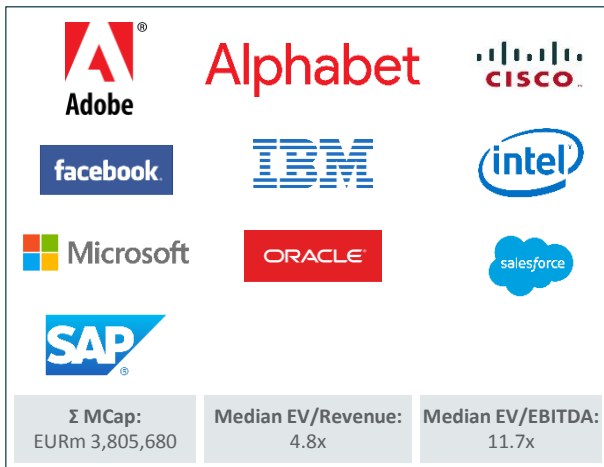 Adobe®
Alphabet
CISCO
facebook.
IBM
intel
Microsoft
ORACLE®
salesforce
SAP®
Σ MCap:
EURm 3,805,680
Median EV/Revenue:
4.8x
Median EV/EBITDA:
11.7x